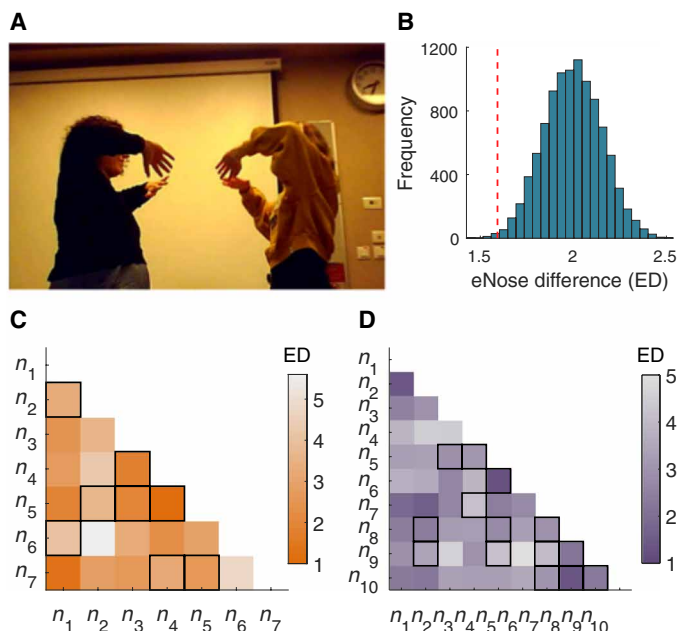 A
B
1200
800
400
0
Frequency
1.5 2 2.5
eNose difference (ED)
C
n1
n2
n3
n4
n5
n6
n7
n1 n2 n3 n4 n5 n6 n7
ED
5
4
3
2
1
D
n1
n2
n3
n4
n5
n6
n7
n8
n9
n10
n1 n2 n3 n4 n5 n6 n7 n8 n9 n10
ED
5
4
3
2
1